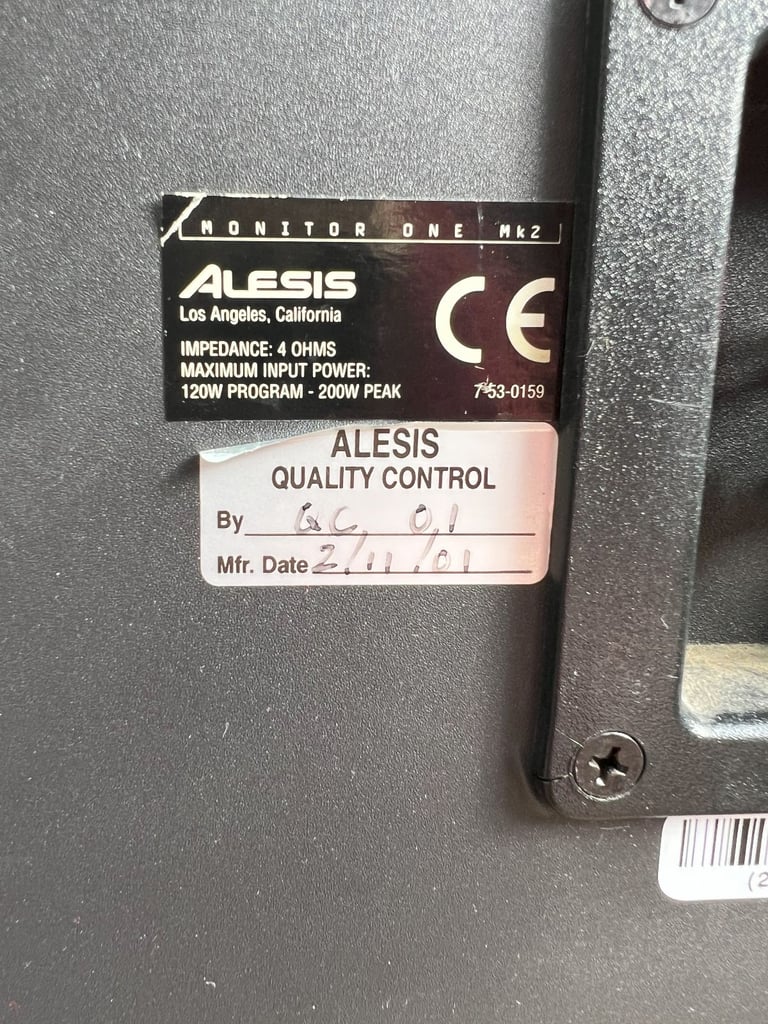 MONITOR ONE Mk2
ALESIS
Los Angeles, California
CE
IMPEDANCE: 4 OHMS
MAXIMUM INPUT POWER:
120W PROGRAM - 200W PEAK
7-53-0159
ALESIS
QUALITY CONTROL
By QC 01
Mfr. Date 2/11/01
(2